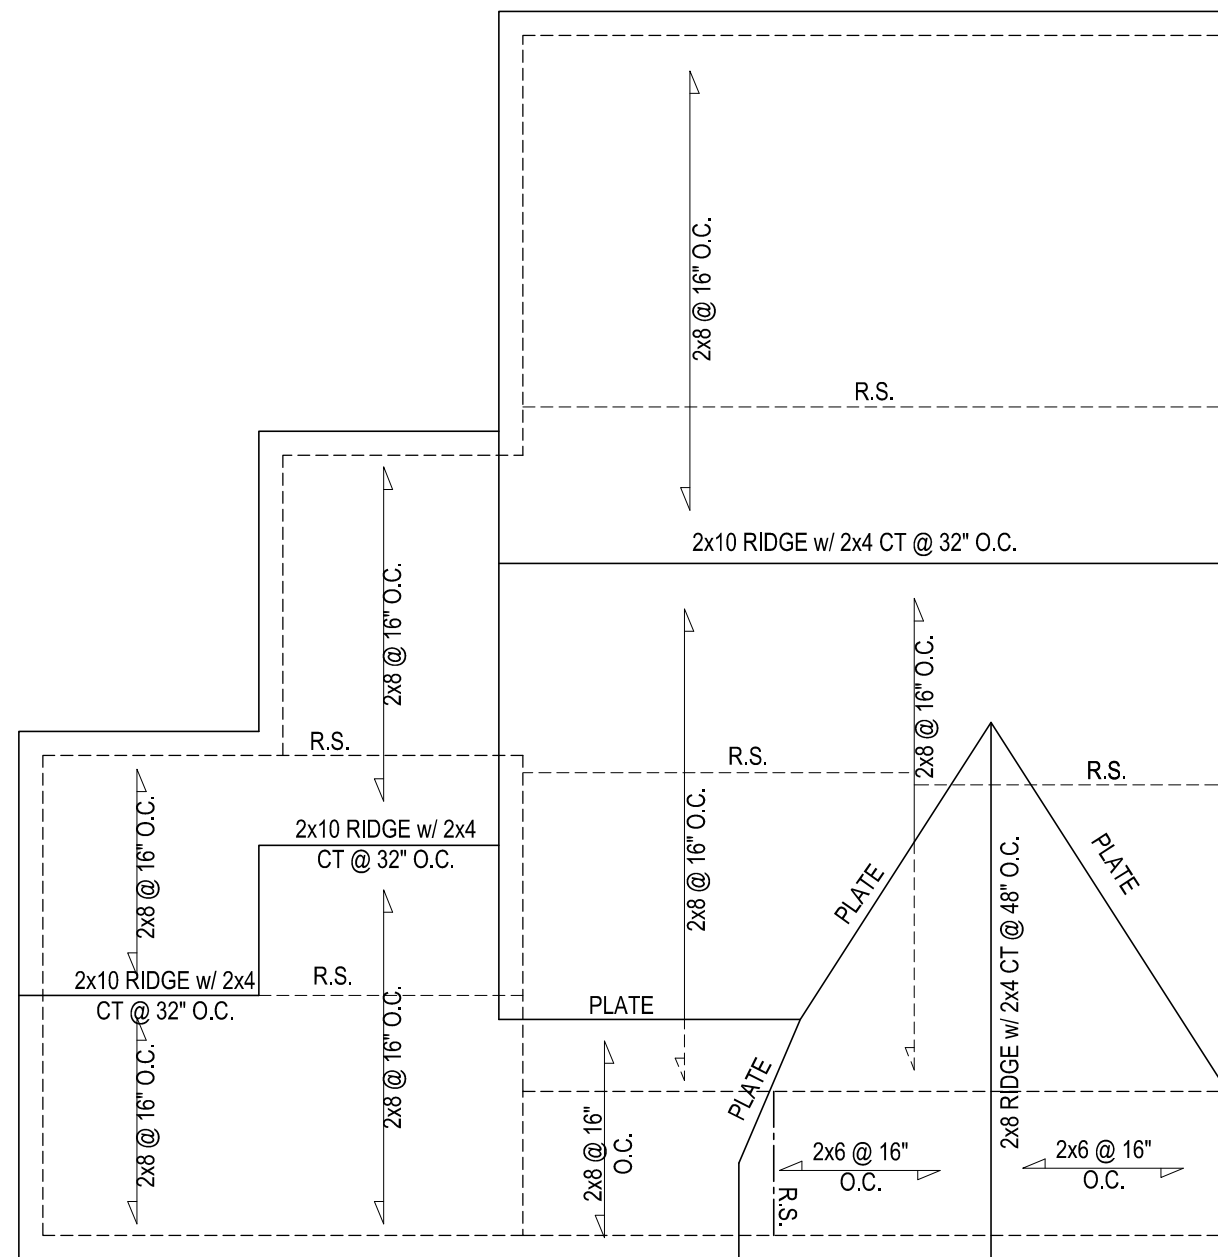 2x8 @ 16" O.C.
R.S.
2x10 RIDGE w/ 2x4 CT @ 32" O.C.
2x8 @ 16" O.C.
2x8 @ 16" O.C.
R.S.
R.S.
R.S.
2x8 @ 16" O.C.
2x10 RIDGE w/ 2x4
CT @ 32" O.C.
2x8 @ 16" O.C.
2x8 @ 16" O.C.
PLATE
PLATE
2x8 RIDGE w/ 2x4 CT @ 48" O.C.
2x10 RIDGE w/ 2x4
CT @ 32" O.C.
R.S.
2x8 @ 16" O.C.
PLATE
2x8 @ 16" O.C.
PLATE
2x8 @ 16"
O.C.
2x6 @ 16"
O.C.
2x6 @ 16"
O.C.
R.S.